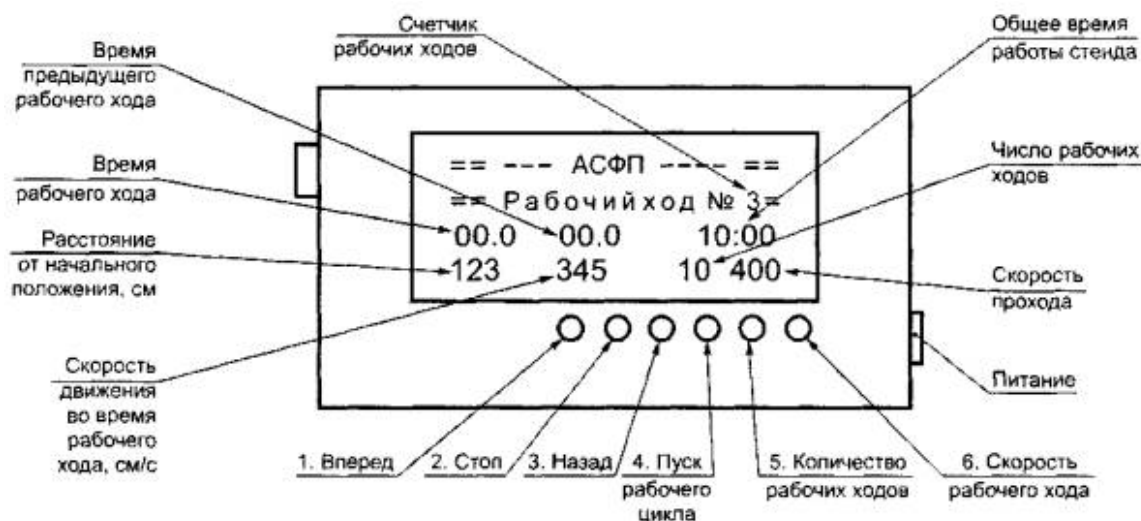 Счетчик
рабочих ходов
Общее время
работы стенда
Время
предыдущего
рабочего хода
Время
рабочего хода
Число рабочих
ходов
Расстояние
от начального
положения, см
== --- АСФП ---- ==
== Рабочий ход № 3=
00.0 00.0 10:00
123 345 10 400
Скорость
прохода
Скорость
движения
во время
рабочего
хода, см/с
Питание
1. Вперед
2. Стоп
3. Назад
4. Пуск
рабочего
цикла
5. Количество
рабочих ходов
6. Скорость
рабочего хода